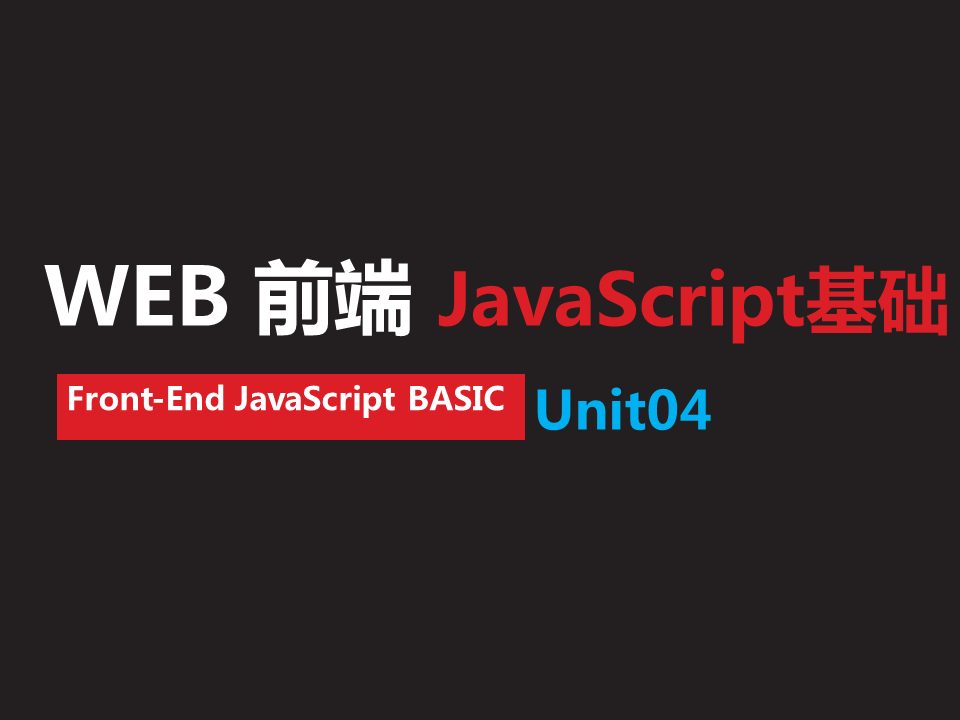 WEB 前端 JavaScript基础
Front-End JavaScript BASIC Unit04